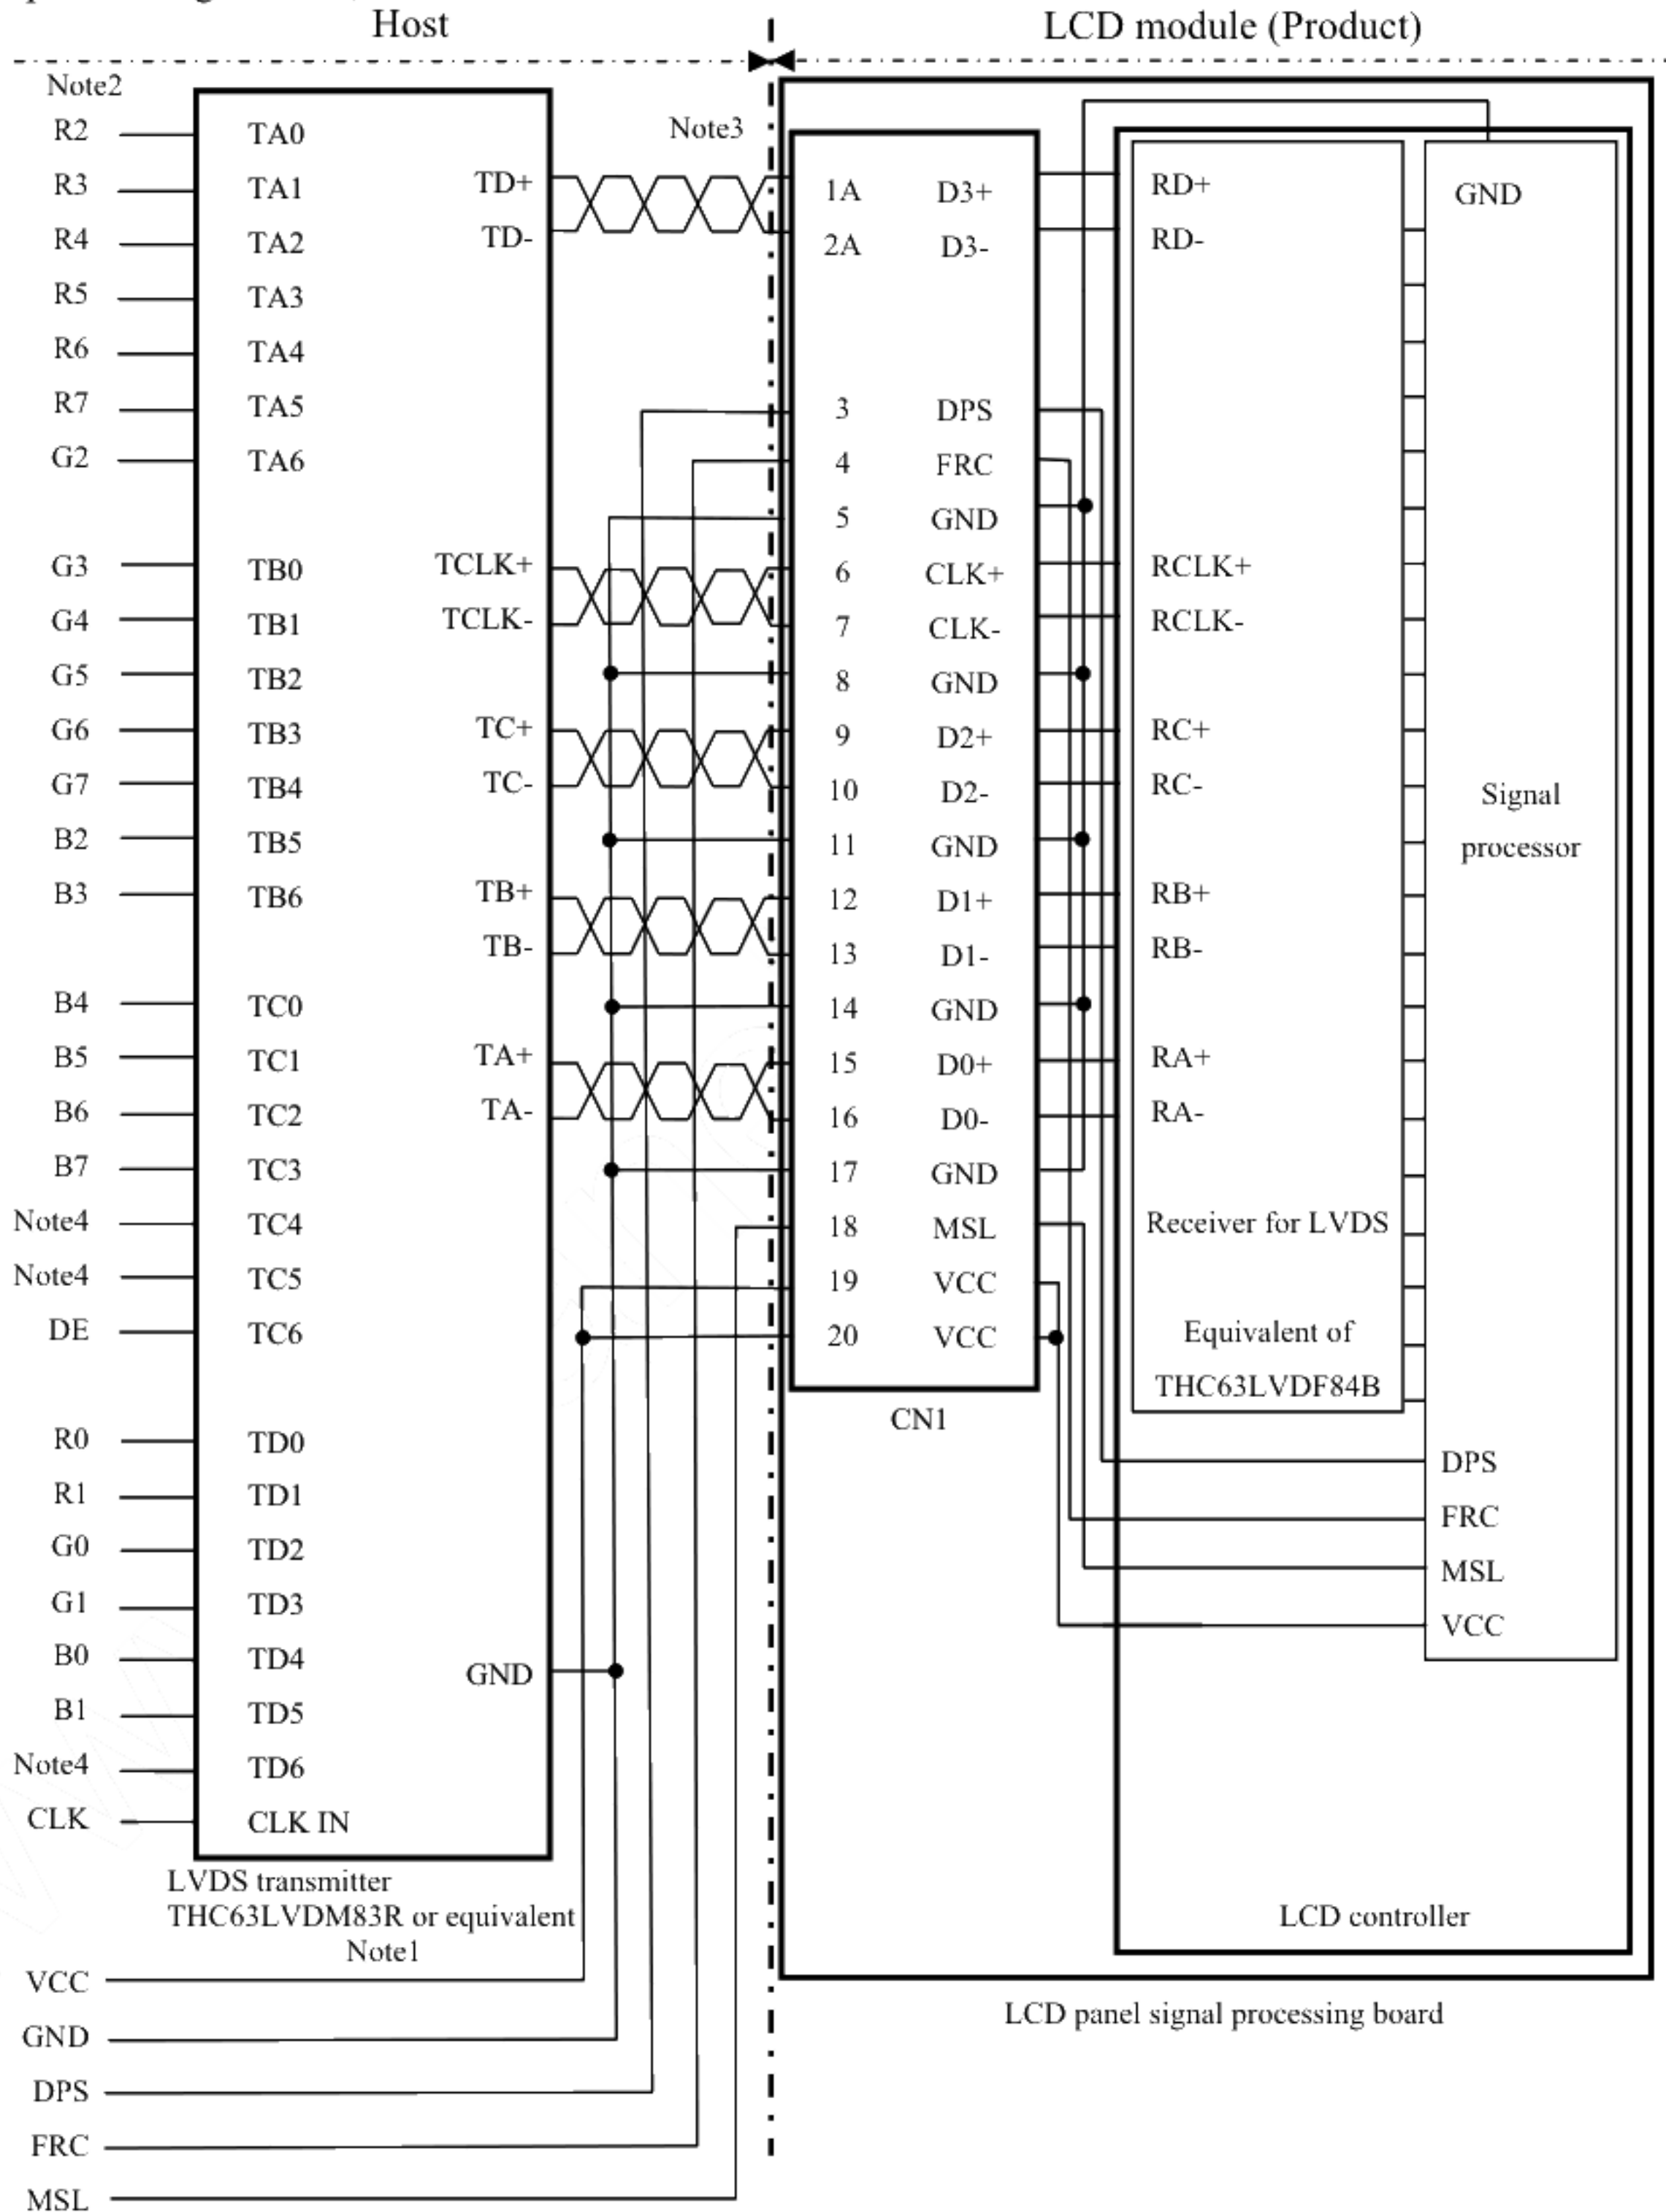 Host
LCD module (Product)
Note2
Note3
R2 TA0
R3 TA1 TD+ 1A D3+ RD+ GND
R4 TA2 TD- 2A D3- RD-
R5 TA3
R6 TA4
R7 TA5 3 DPS
G2 TA6 4 FRC
5 GND
G3 TB0 TCLK+ 6 CLK+ RCLK+
G4 TB1 TCLK- 7 CLK- RCLK-
G5 TB2 8 GND
G6 TB3 TC+ 9 D2+ RC+
G7 TB4 TC- 10 D2- RC- Signal
B2 TB5 11 GND processor
B3 TB6 TB+ 12 D1+ RB+
TB- 13 D1- RB-
B4 TC0 14 GND
B5 TC1 TA+ 15 D0+ RA+
B6 TC2 TA- 16 D0- RA-
B7 TC3 17 GND
Note4 TC4 18 MSL Receiver for LVDS
Note4 TC5 19 VCC
DE TC6 20 VCC Equivalent of
THC63LVDF84B
CN1
R0 TD0 DPS
R1 TD1 FRC
G0 TD2 MSL
G1 TD3 VCC
B0 TD4 GND
B1 TD5
Note4 TD6
CLK CLK IN
LVDS transmitter
THC63LVDM83R or equivalent
Note1
LCD controller
LCD panel signal processing board
VCC
GND
DPS
FRC
MSL